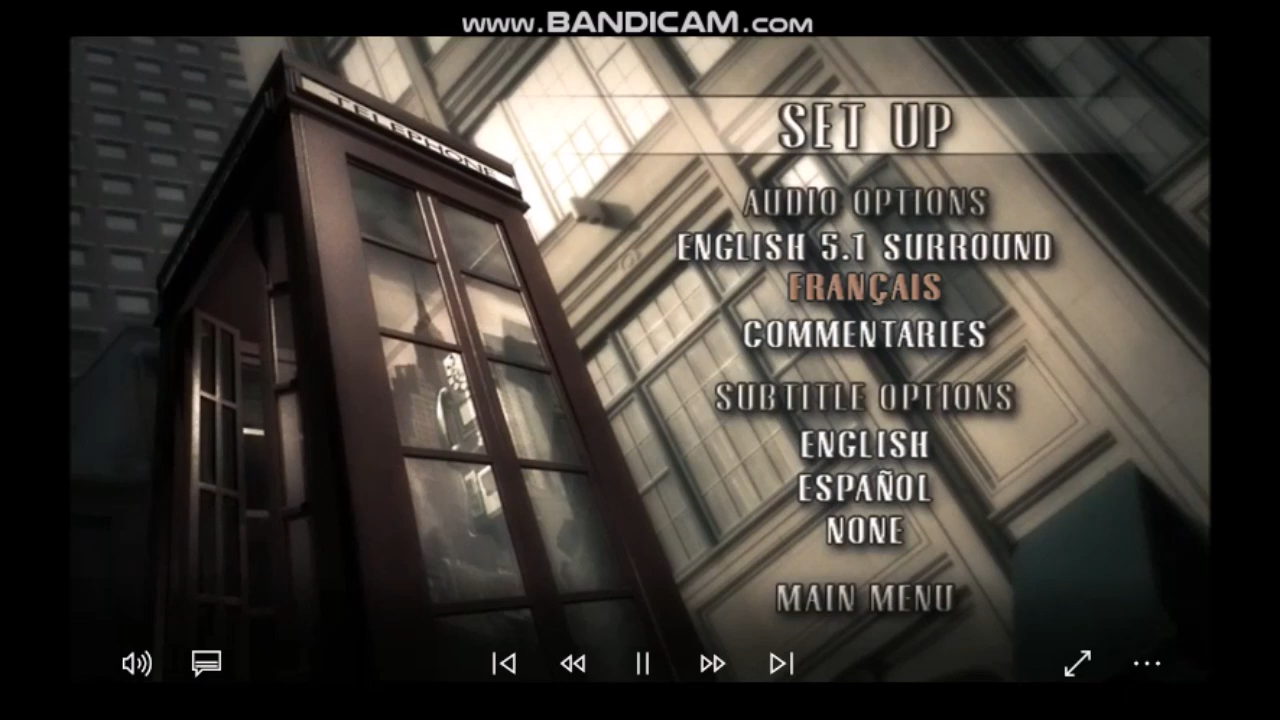 www.BANDICAM.com
TELEPHONE
SET UP
AUDIO OPTIONS
ENGLISH 5.1 SURROUND
FRANÇAIS
COMMENTARIES
SUBTITLE OPTIONS
ENGLISH
ESPAÑOL
NONE
MAIN MENU